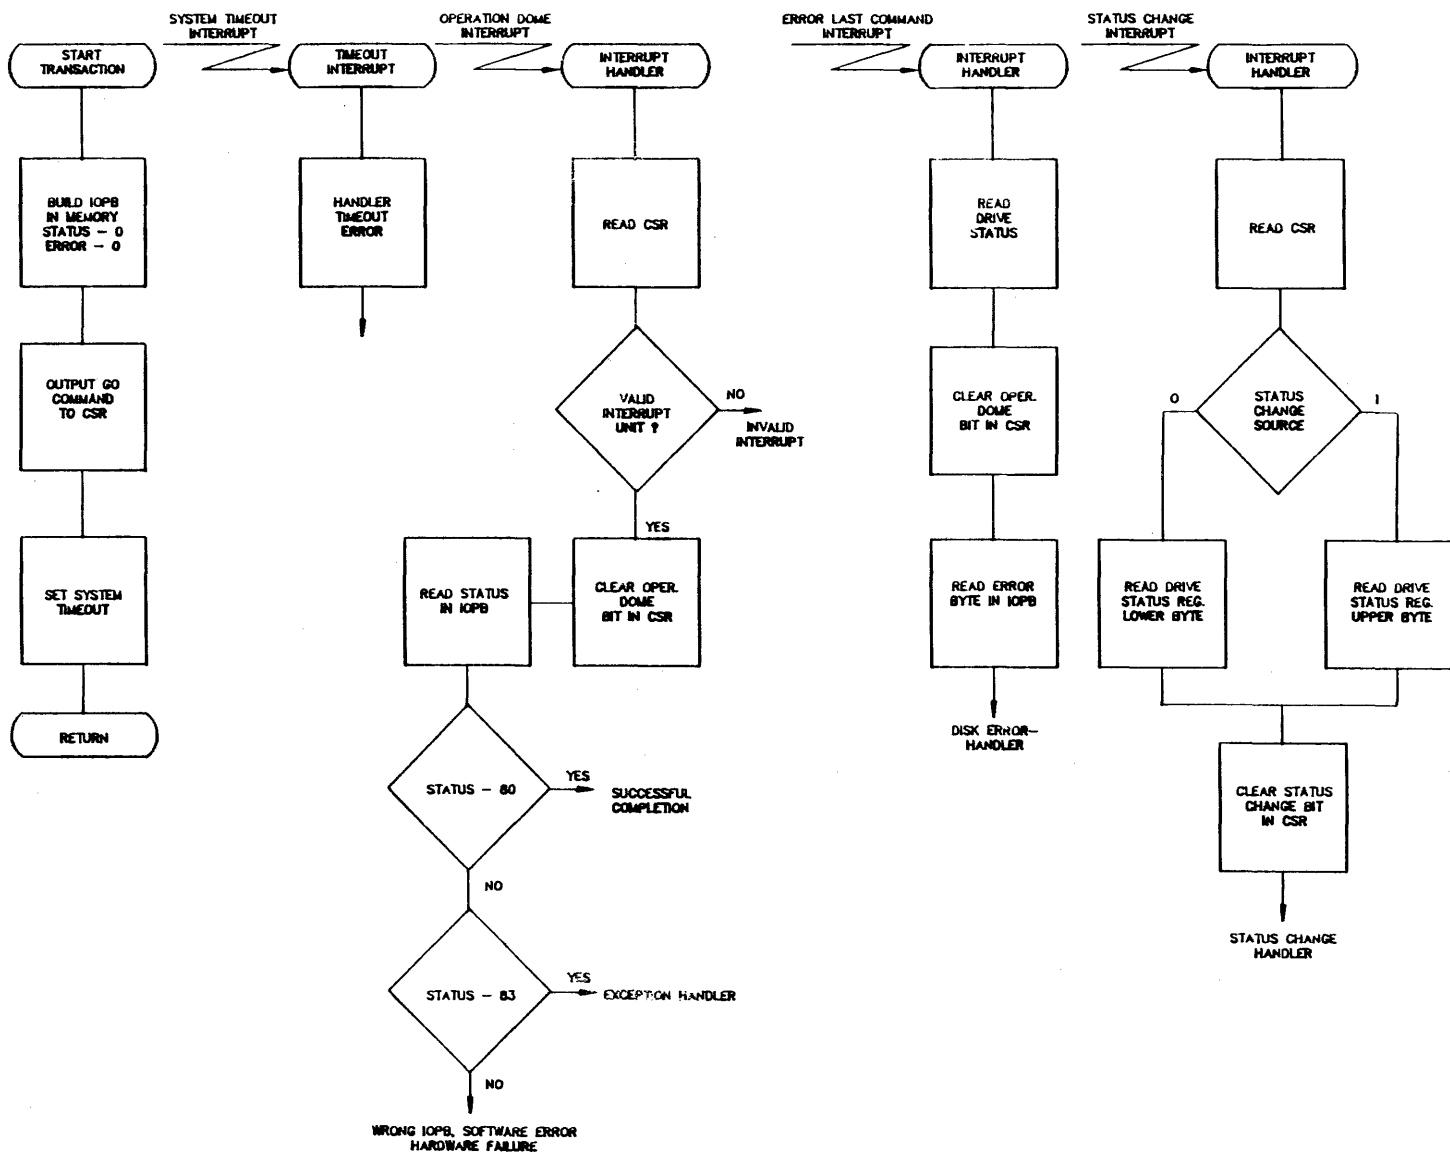 SYSTEM TIMEOUT
INTERRUPT
START
TRANSACTION
BUILD IOPB
IN MEMORY
STATUS – 0
ERROR – 0
OUTPUT GO
COMMAND
TO CSR
SET SYSTEM
TIMEOUT
RETURN
TIMEOUT
INTERRUPT
HANDLER
TIMEOUT
ERROR
OPERATION DOME
INTERRUPT
INTERRUPT
HANDLER
READ CSR
VALID
INTERRUPT
UNIT ?
NO
INVALID
INTERRUPT
YES
CLEAR OPER.
DOME
BIT IN CSR
READ STATUS
IN IOPB
STATUS – 80
YES
SUCCESSFUL
COMPLETION
NO
STATUS – 83
YES
EXCEPTION HANDLER
NO
WRONG IOPB, SOFTWARE ERROR
HARDWARE FAILURE
ERROR LAST COMMAND
INTERRUPT
INTERRUPT
HANDLER
READ
DRIVE
STATUS
CLEAR OPER.
DOME
BIT IN CSR
READ ERROR
BYTE IN IOPB
DISK ERROR–
HANDLER
STATUS CHANGE
INTERRUPT
INTERRUPT
HANDLER
READ CSR
STATUS
CHANGE
SOURCE
0
1
READ DRIVE
STATUS REG.
LOWER BYTE
READ DRIVE
STATUS REG.
UPPER BYTE
CLEAR STATUS
CHANGE BIT
IN CSR
STATUS CHANGE
HANDLER